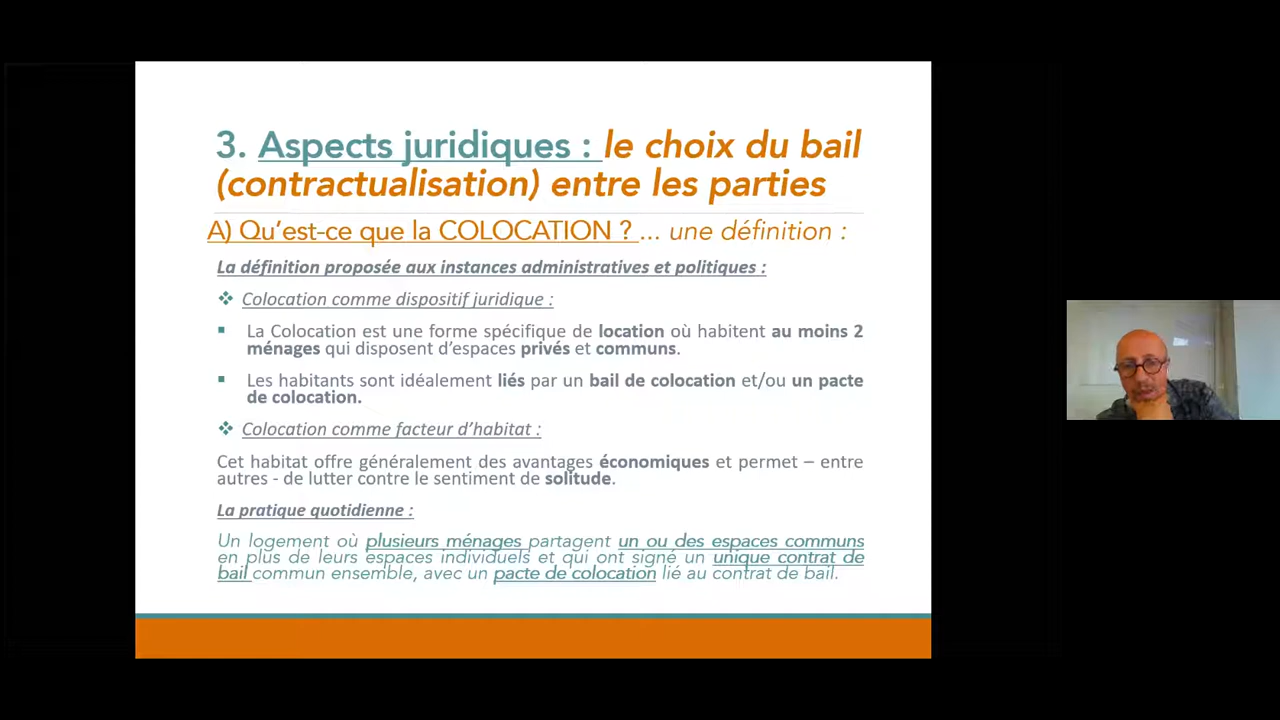 3. Aspects juridiques : le choix du bail
(contractualisation) entre les parties
A) Qu’est-ce que la COLOCATION ? ... une définition :
La définition proposée aux instances administratives et politiques :
❖ Colocation comme dispositif juridique :
▪ La Colocation est une forme spécifique de location où habitent au moins 2
ménages qui disposent d’espaces privés et communs.
▪ Les habitants sont idéalement liés par un bail de colocation et/ou un pacte
de colocation.
❖ Colocation comme facteur d’habitat :
Cet habitat offre généralement des avantages économiques et permet – entre
autres - de lutter contre le sentiment de solitude.
La pratique quotidienne :
Un logement où plusieurs ménages partagent un ou des espaces communs
en plus de leurs espaces individuels et qui ont signé un unique contrat de
bail commun ensemble, avec un pacte de colocation lié au contrat de bail.